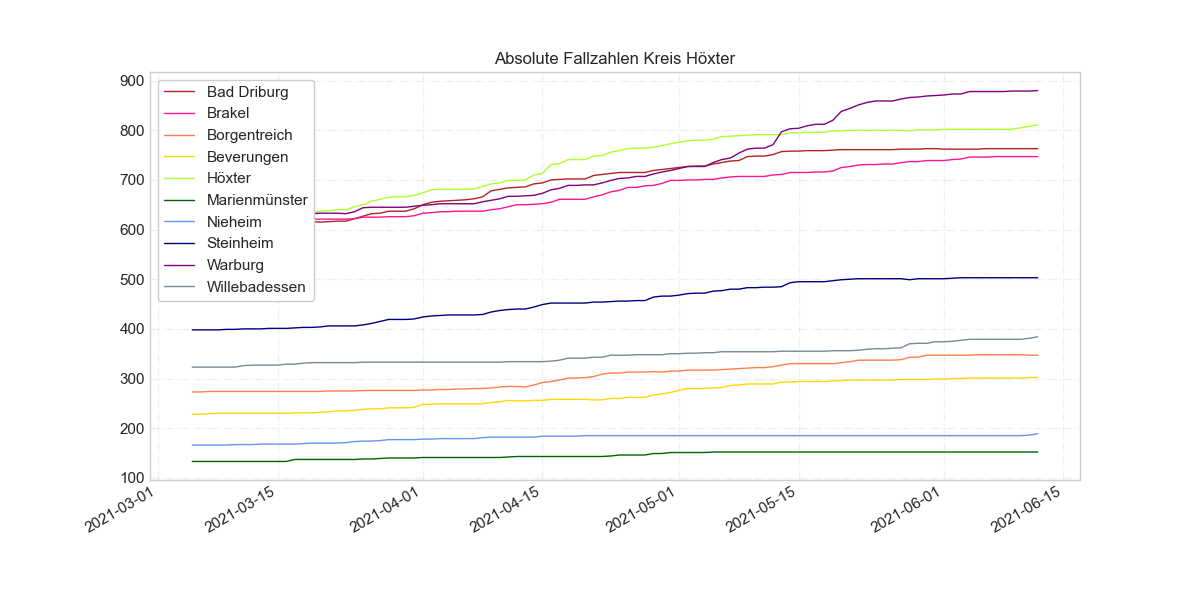 Absolute Fallzahlen Kreis Höxter
900
800
700
600
500
400
300
200
100
Bad Driburg
Brakel
Borgentreich
Beverungen
Höxter
Marienmünster
Nieheim
Steinheim
Warburg
Willebadessen
2021-03-01
2021-03-15
2021-04-01
2021-04-15
2021-05-01
2021-05-15
2021-06-01
2021-06-15